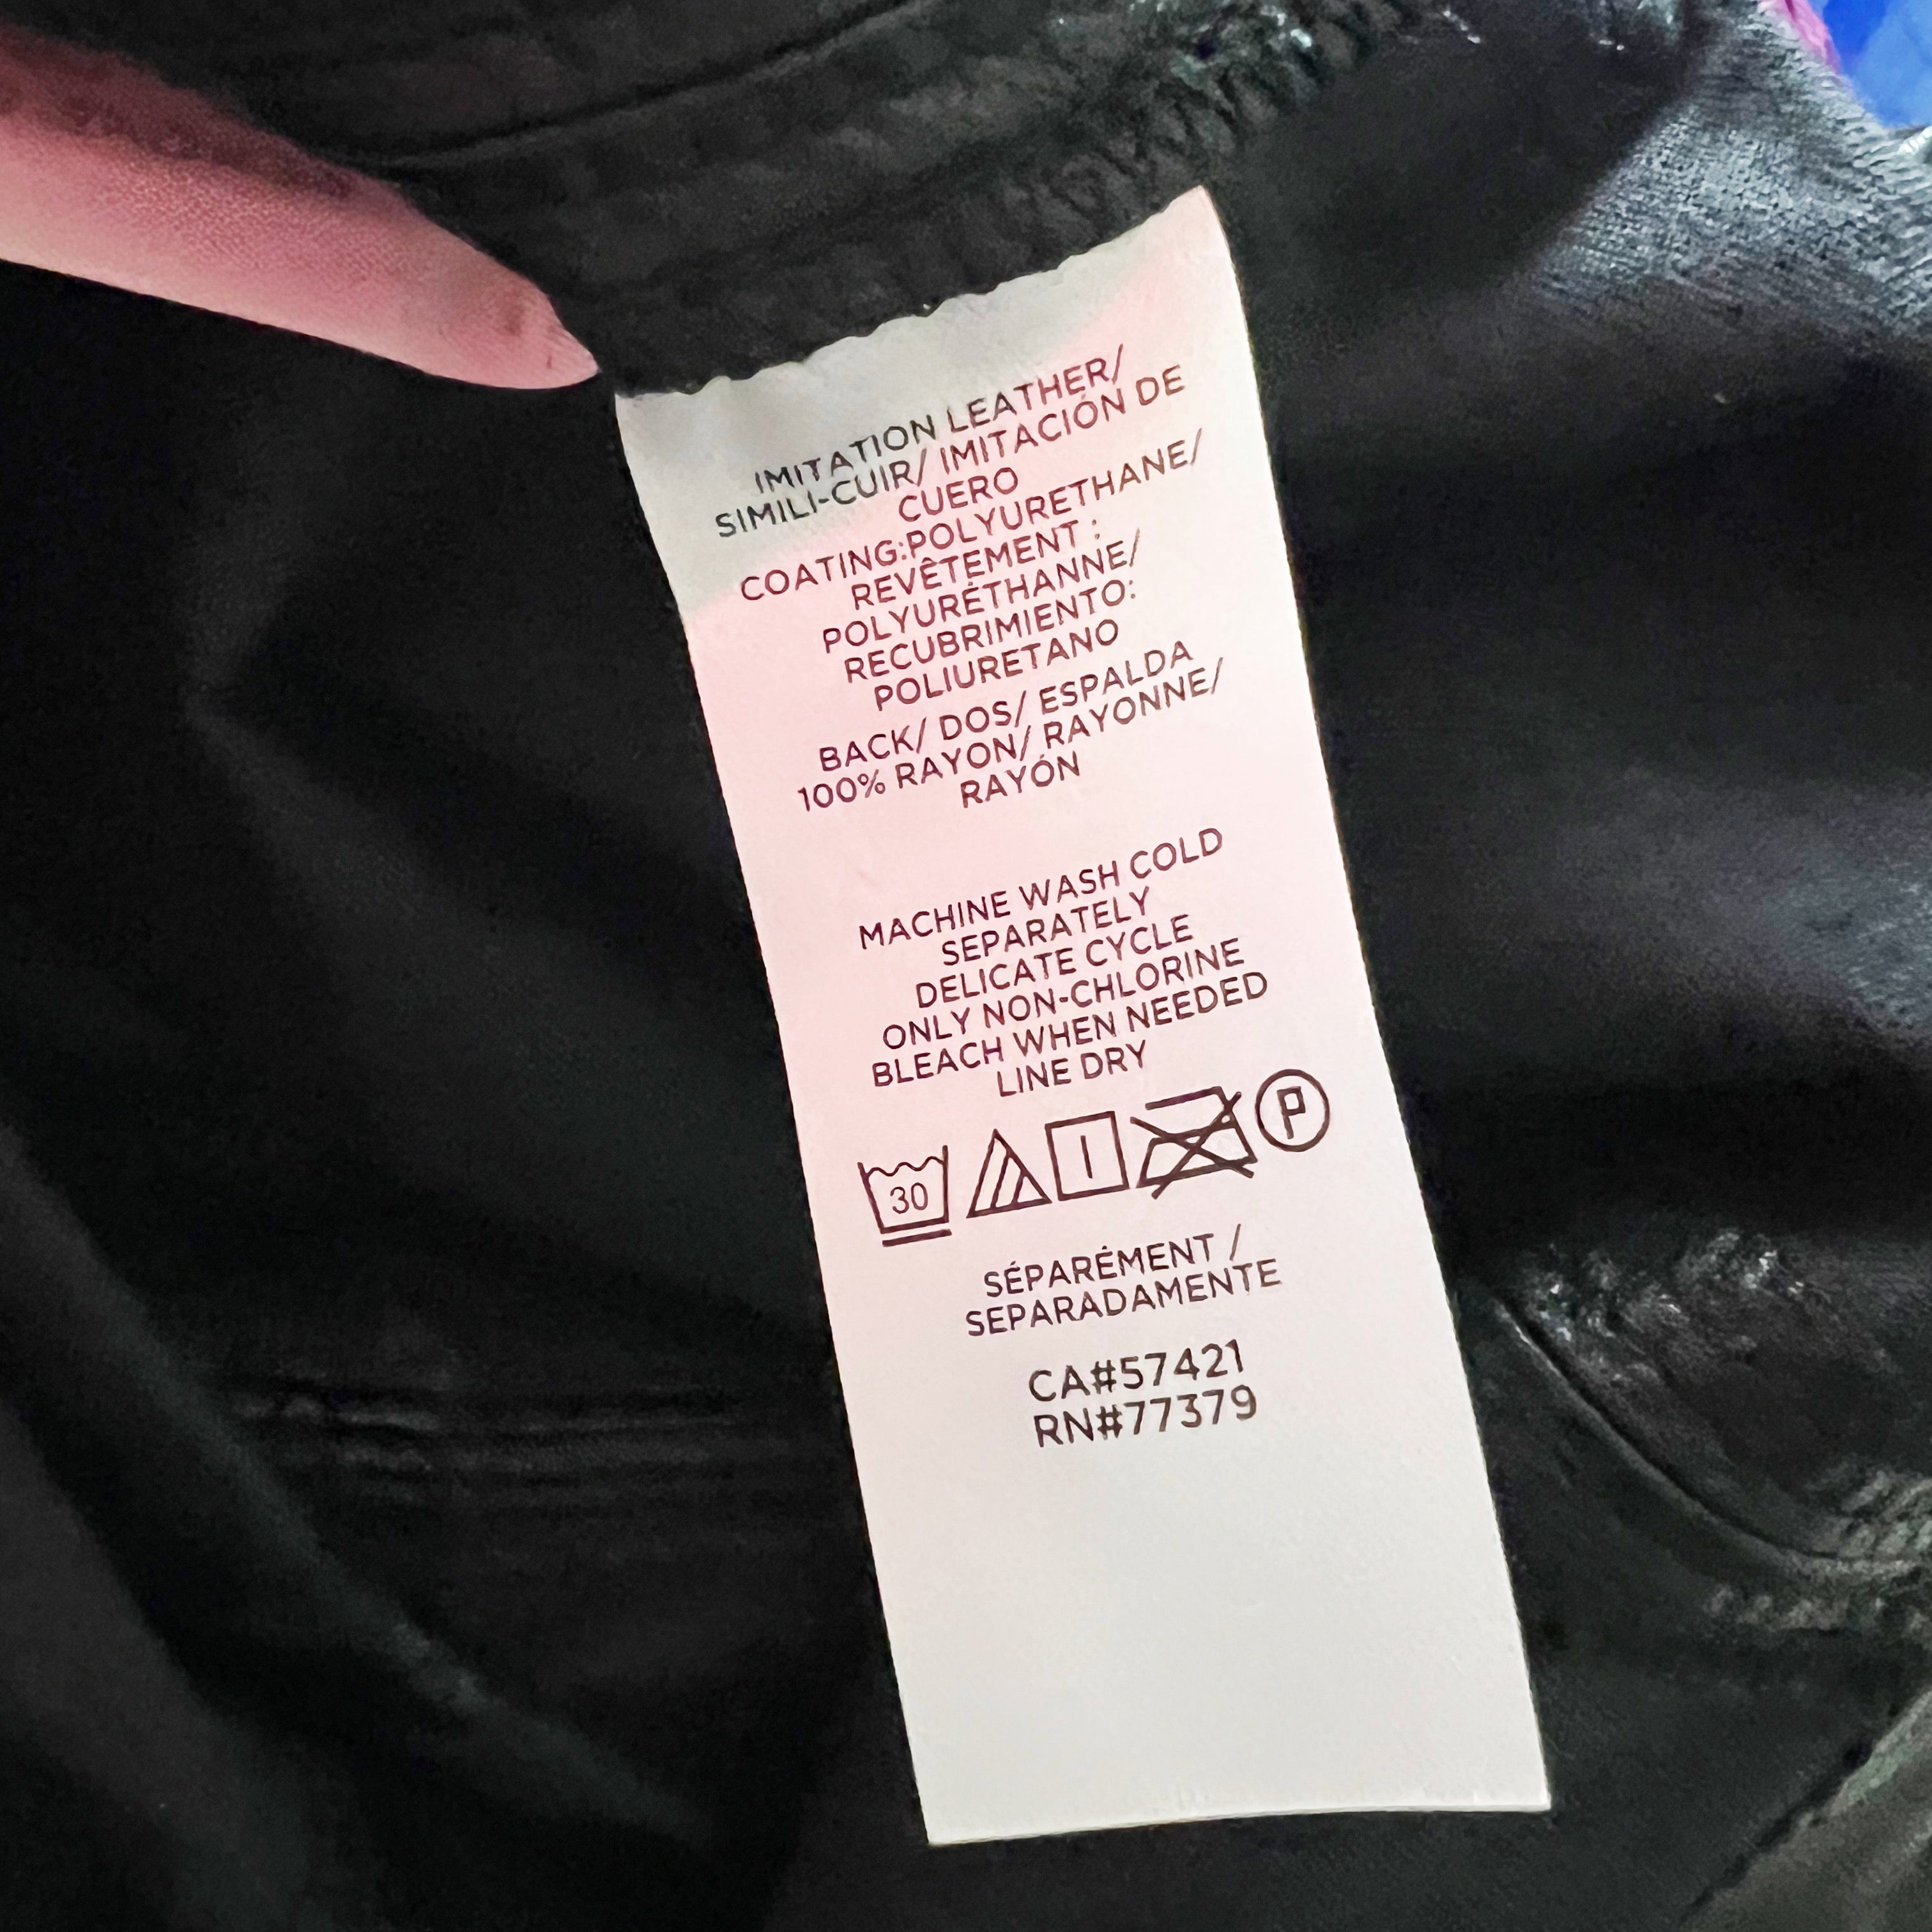 IMITATION LEATHER/
SIMILI-CUIR/ IMITACIÓN DE
CUERO
COATING:POLYURETHANE/
REVÊTEMENT :
POLYURÉTHANNE/
RECUBRIMIENTO:
POLIURETANO
BACK/ DOS/ ESPALDA
100% RAYON/ RAYONNE/
RAYÓN
MACHINE WASH COLD
SEPARATELY
DELICATE CYCLE
ONLY NON-CHLORINE
BLEACH WHEN NEEDED
LINE DRY
30 P
SÉPARÉMENT /
SEPARADAMENTE
CA#57421
RN#77379